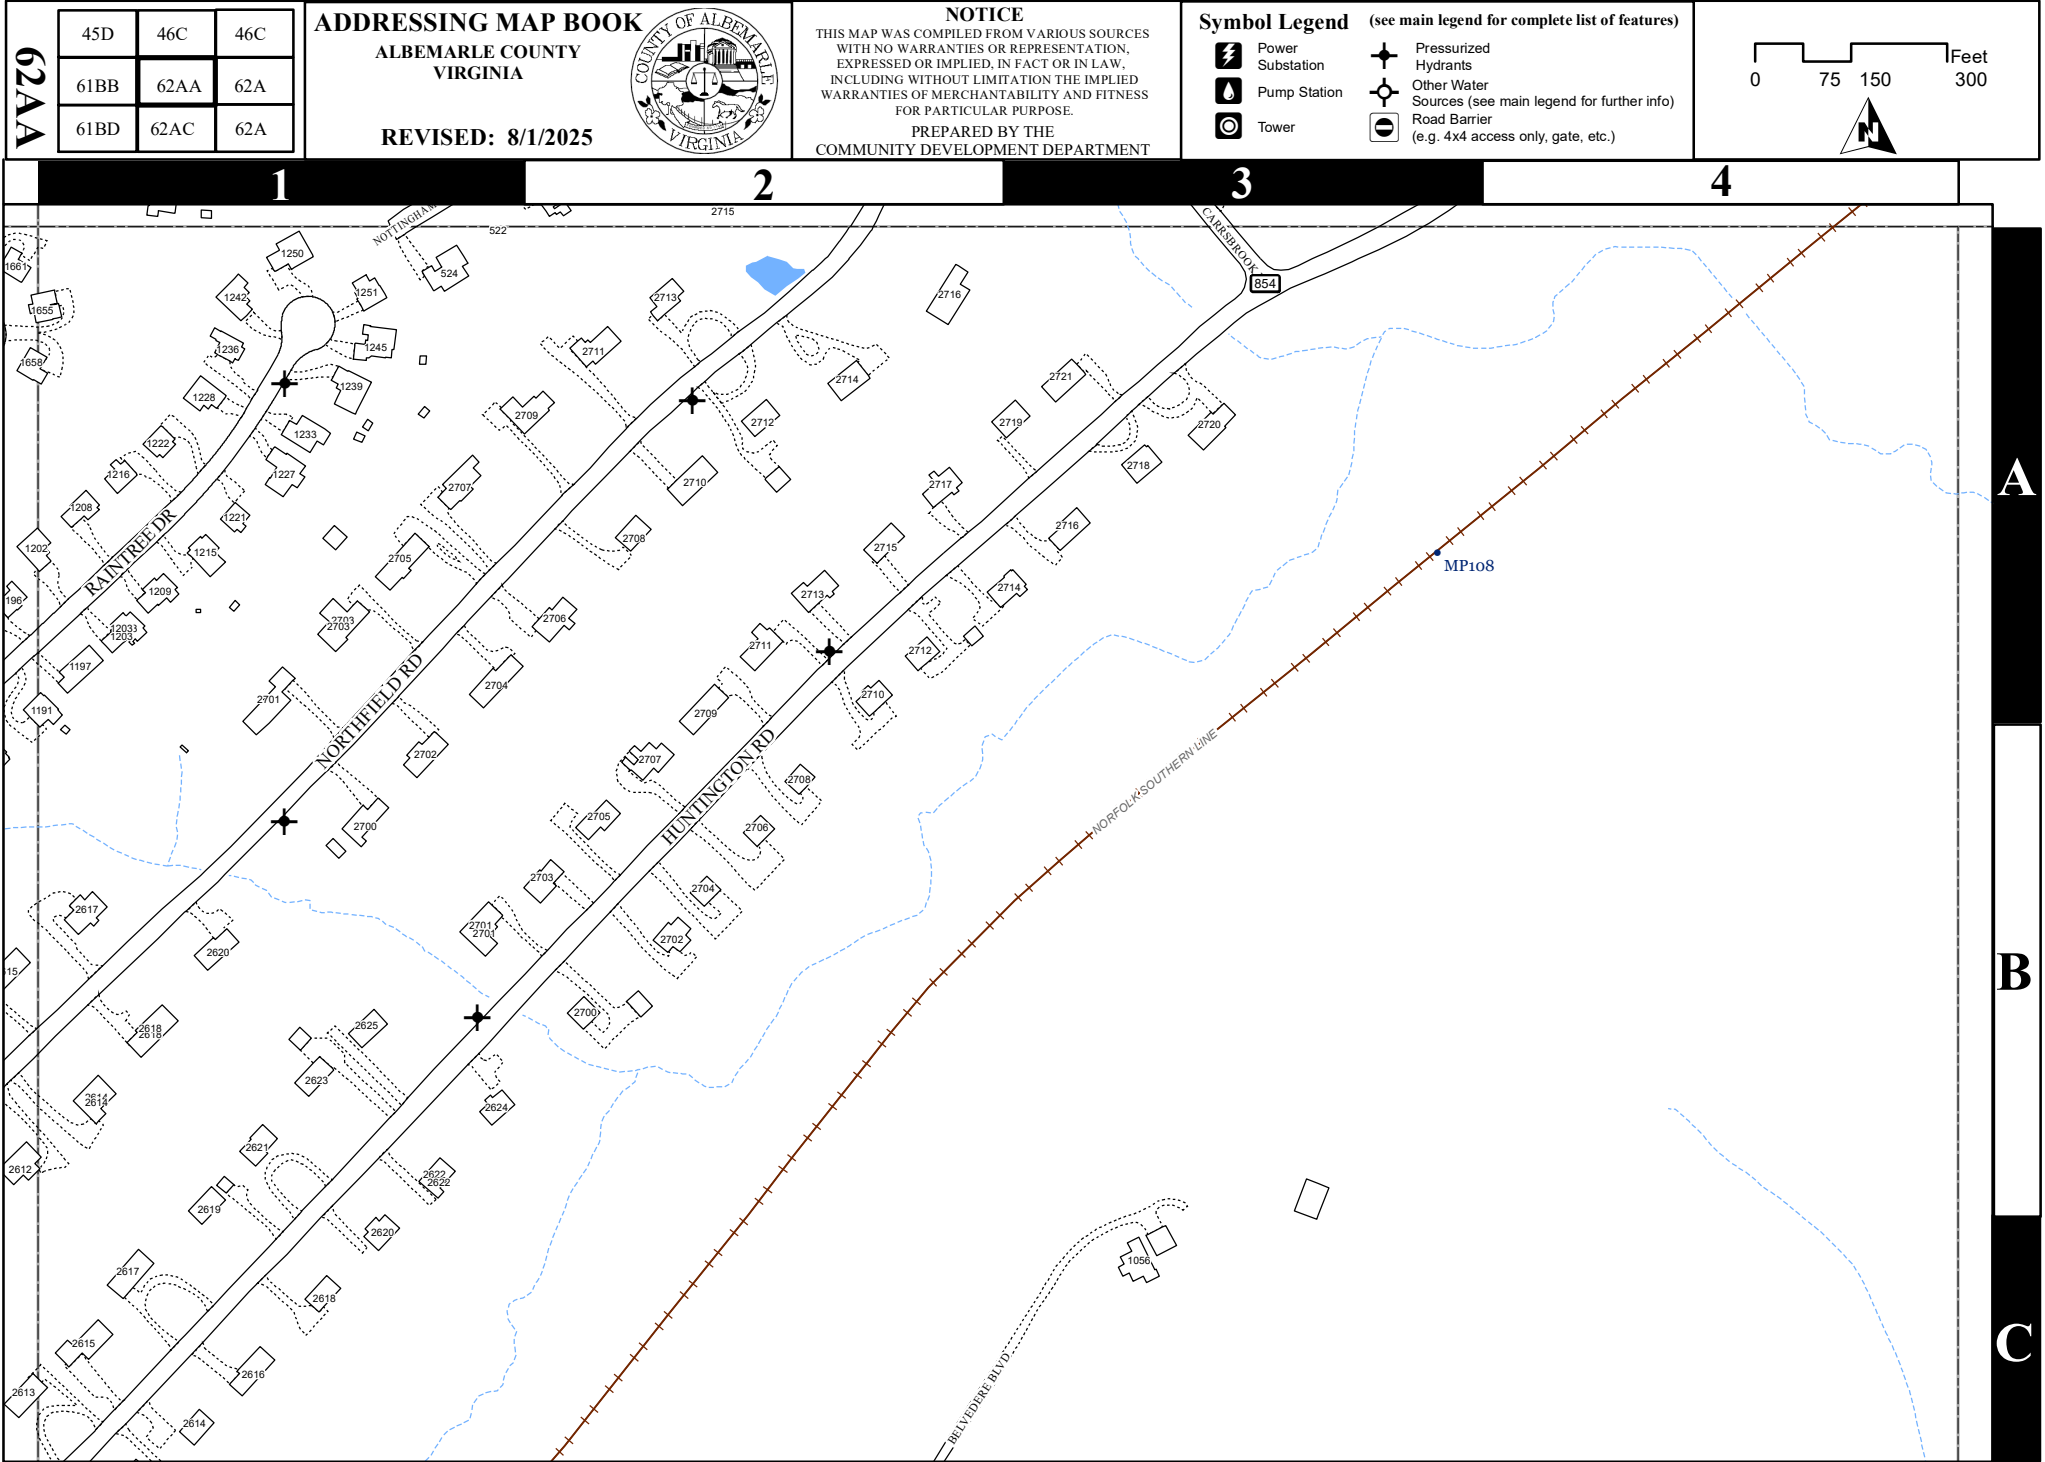 62AA
45D 46C 46C
61BB 62AA 62A
61BD 62AC 62A
ADDRESSING MAP BOOK
ALBEMARLE COUNTY
VIRGINIA
REVISED: 8/1/2025
COUNTY OF ALBEMARLE
VIRGINIA
NOTICE
THIS MAP WAS COMPILED FROM VARIOUS SOURCES
WITH NO WARRANTIES OR REPRESENTATION,
EXPRESSED OR IMPLIED, IN FACT OR IN LAW,
INCLUDING WITHOUT LIMITATION THE IMPLIED
WARRANTIES OF MERCHANTABILITY AND FITNESS
FOR PARTICULAR PURPOSE.
PREPARED BY THE
COMMUNITY DEVELOPMENT DEPARTMENT
Symbol Legend (see main legend for complete list of features)
Power
Substation
Pump Station
Tower
Pressurized
Hydrants
Other Water
Sources (see main legend for further info)
Road Barrier
(e.g. 4x4 access only, gate, etc.)
Feet
0 75 150 300
N
1 2 3 4
A
B
C
NOTTINGHAM
522
2715
CARRSBROOK
854
1661
1250
524
1242
1251
1655
2713
2716
1236
1245
2711
1658
1239
2714
2721
1228
2709
2712
2719
2720
1222
1233
1216
1227
2707
2710
2717
2718
1208
1221
RAINTREE DR
2708
2716
1202
1215
2705
2715
MP108
196
1209
2713
2714
1203
1203
2703
2703
2706
2711
2712
1197
NORTHFIELD RD
2704
2701
2710
1191
2709
2702
HUNTINGTON RD
NORFOLK SOUTHERN LINE
2707
2708
2700
2705
2706
2703
2704
2617
2701
2701
2702
2620
15
2700
2618
2618
2625
2623
2614
2614
2624
2621
2612
2622
2622
2619
2620
1056
2617
2618
2615
2616
BELVEDERE BLVD
2613
2614